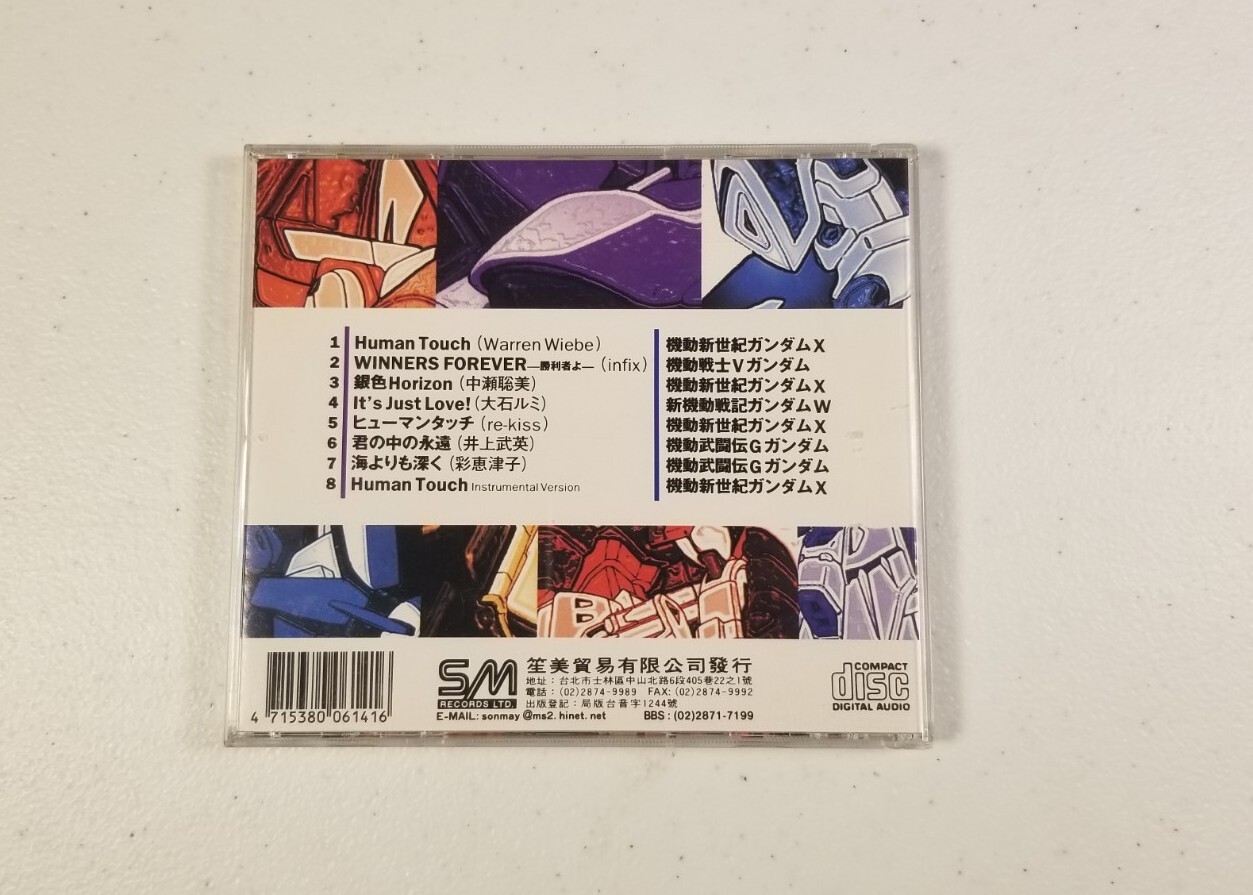 1 Human Touch (Warren Wiebe) 機動新世紀ガンダムX
2 WINNERS FOREVER—勝利者よ— (infix) 機動戦士Vガンダム
3 銀色Horizon (中瀬聡美) 機動新世紀ガンダムX
4 It's Just Love! (大石ルミ) 新機動戦記ガンダムW
5 ヒューマンタッチ (re-kiss) 機動新世紀ガンダムX
6 君の中の永遠 (井上武英) 機動武闘伝Gガンダム
7 海よりも深く (彩恵津子) 機動武闘伝Gガンダム
8 Human Touch Instrumental Version 機動新世紀ガンダムX
B
4 715380 061416
SM
RECORDS LTD.
笙美貿易有限公司發行
地址：台北市士林區中山北路6段405巷22之1號
電話：(02)2874-9989 FAX:(02)2874-9992
出版登記：局版台音字1244號
E-MAIL: sonmay@ms2.hinet.net BBS:(02)2871-7199
COMPACT
disc
DIGITAL AUDIO